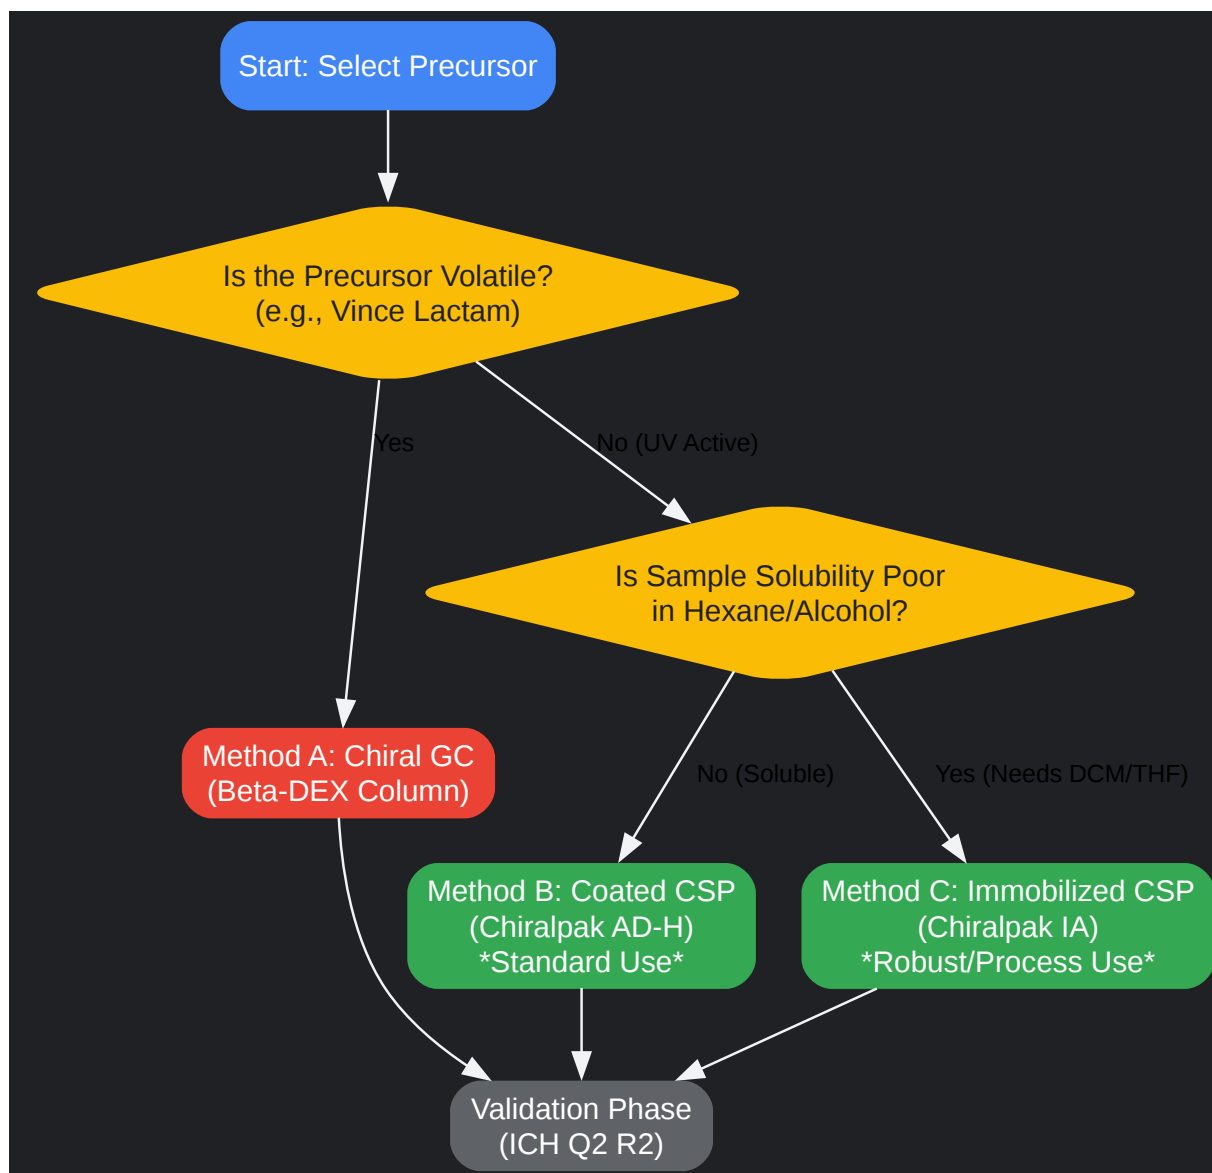 Start: Select Precursor
Is the Precursor Volatile?
(e.g., Vince Lactam)
Yes
No (UV Active)
Is Sample Solubility Poor
in Hexane/Alcohol?
Method A: Chiral GC
(Beta-DEX Column)
No (Soluble)
Yes (Needs DCM/THF)
Method B: Coated CSP
(Chiralpak AD-H)
*Standard Use*
Method C: Immobilized CSP
(Chiralpak IA)
*Robust/Process Use*
Validation Phase
(ICH Q2 R2)